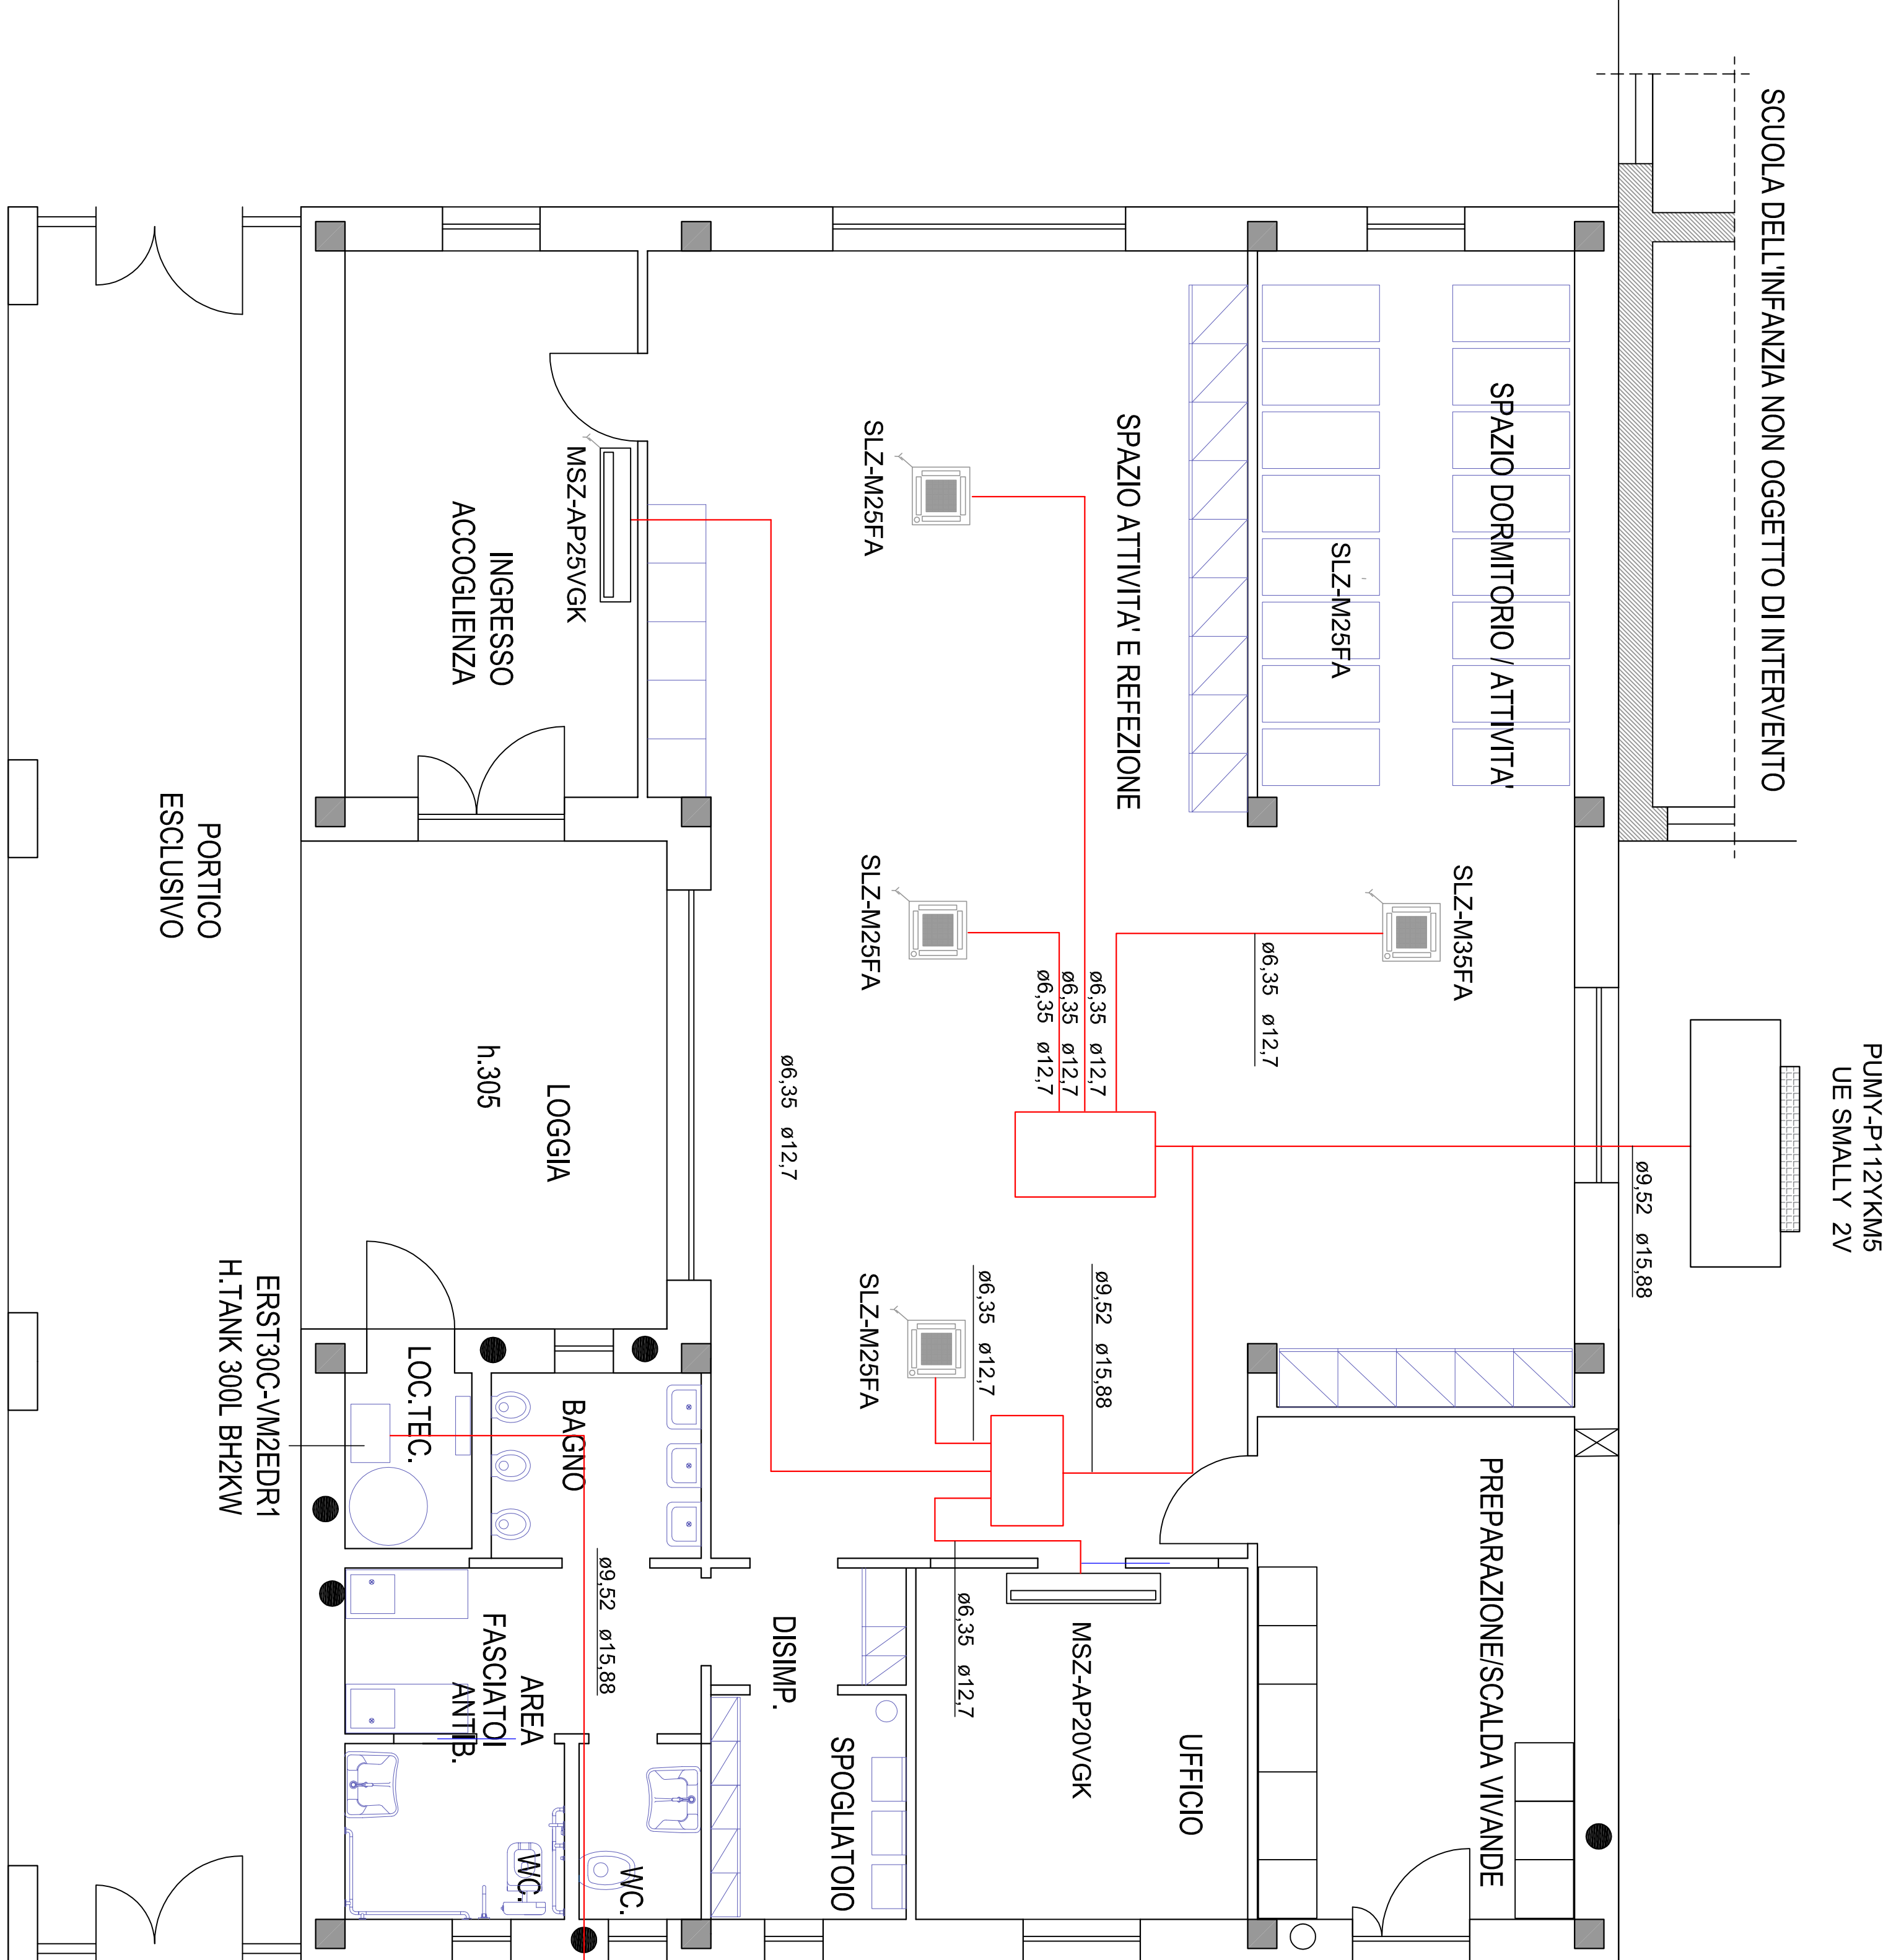 SCUOLA DELL'INFANZIA NON OGGETTO DI INTERVENTO
PUMY-P112YKM5
UE SMALLY 2V
ø9,52 ø15,88
SPAZIO DORMITORIO / ATTIVITA'
SLZ-M25FA
SLZ-M35FA
ø6,35 ø12,7
PREPARAZIONE/SCALDA VIVANDE
SPAZIO ATTIVITA' E REFEZIONE
ø6,35 ø12,7
ø6,35 ø12,7
ø6,35 ø12,7
ø9,52 ø15,88
ø6,35 ø12,7
UFFICIO
MSZ-AP20VGK
ø6,35 ø12,7
SLZ-M25FA
SLZ-M25FA
SLZ-M25FA
SPOGLIATOIO
DISIMP.
ø6,35 ø12,7
MSZ-AP25VGK
INGRESSO
ACCOGLIENZA
LOGGIA
h.305
BAGNO
ø9,52 ø15,88
WC.
AREA
FASCIATOI
ANTIB.
WC.
LOC.TEC.
ERST30C-VM2EDR1
H.TANK 300L BH2KW
PORTICO
ESCLUSIVO